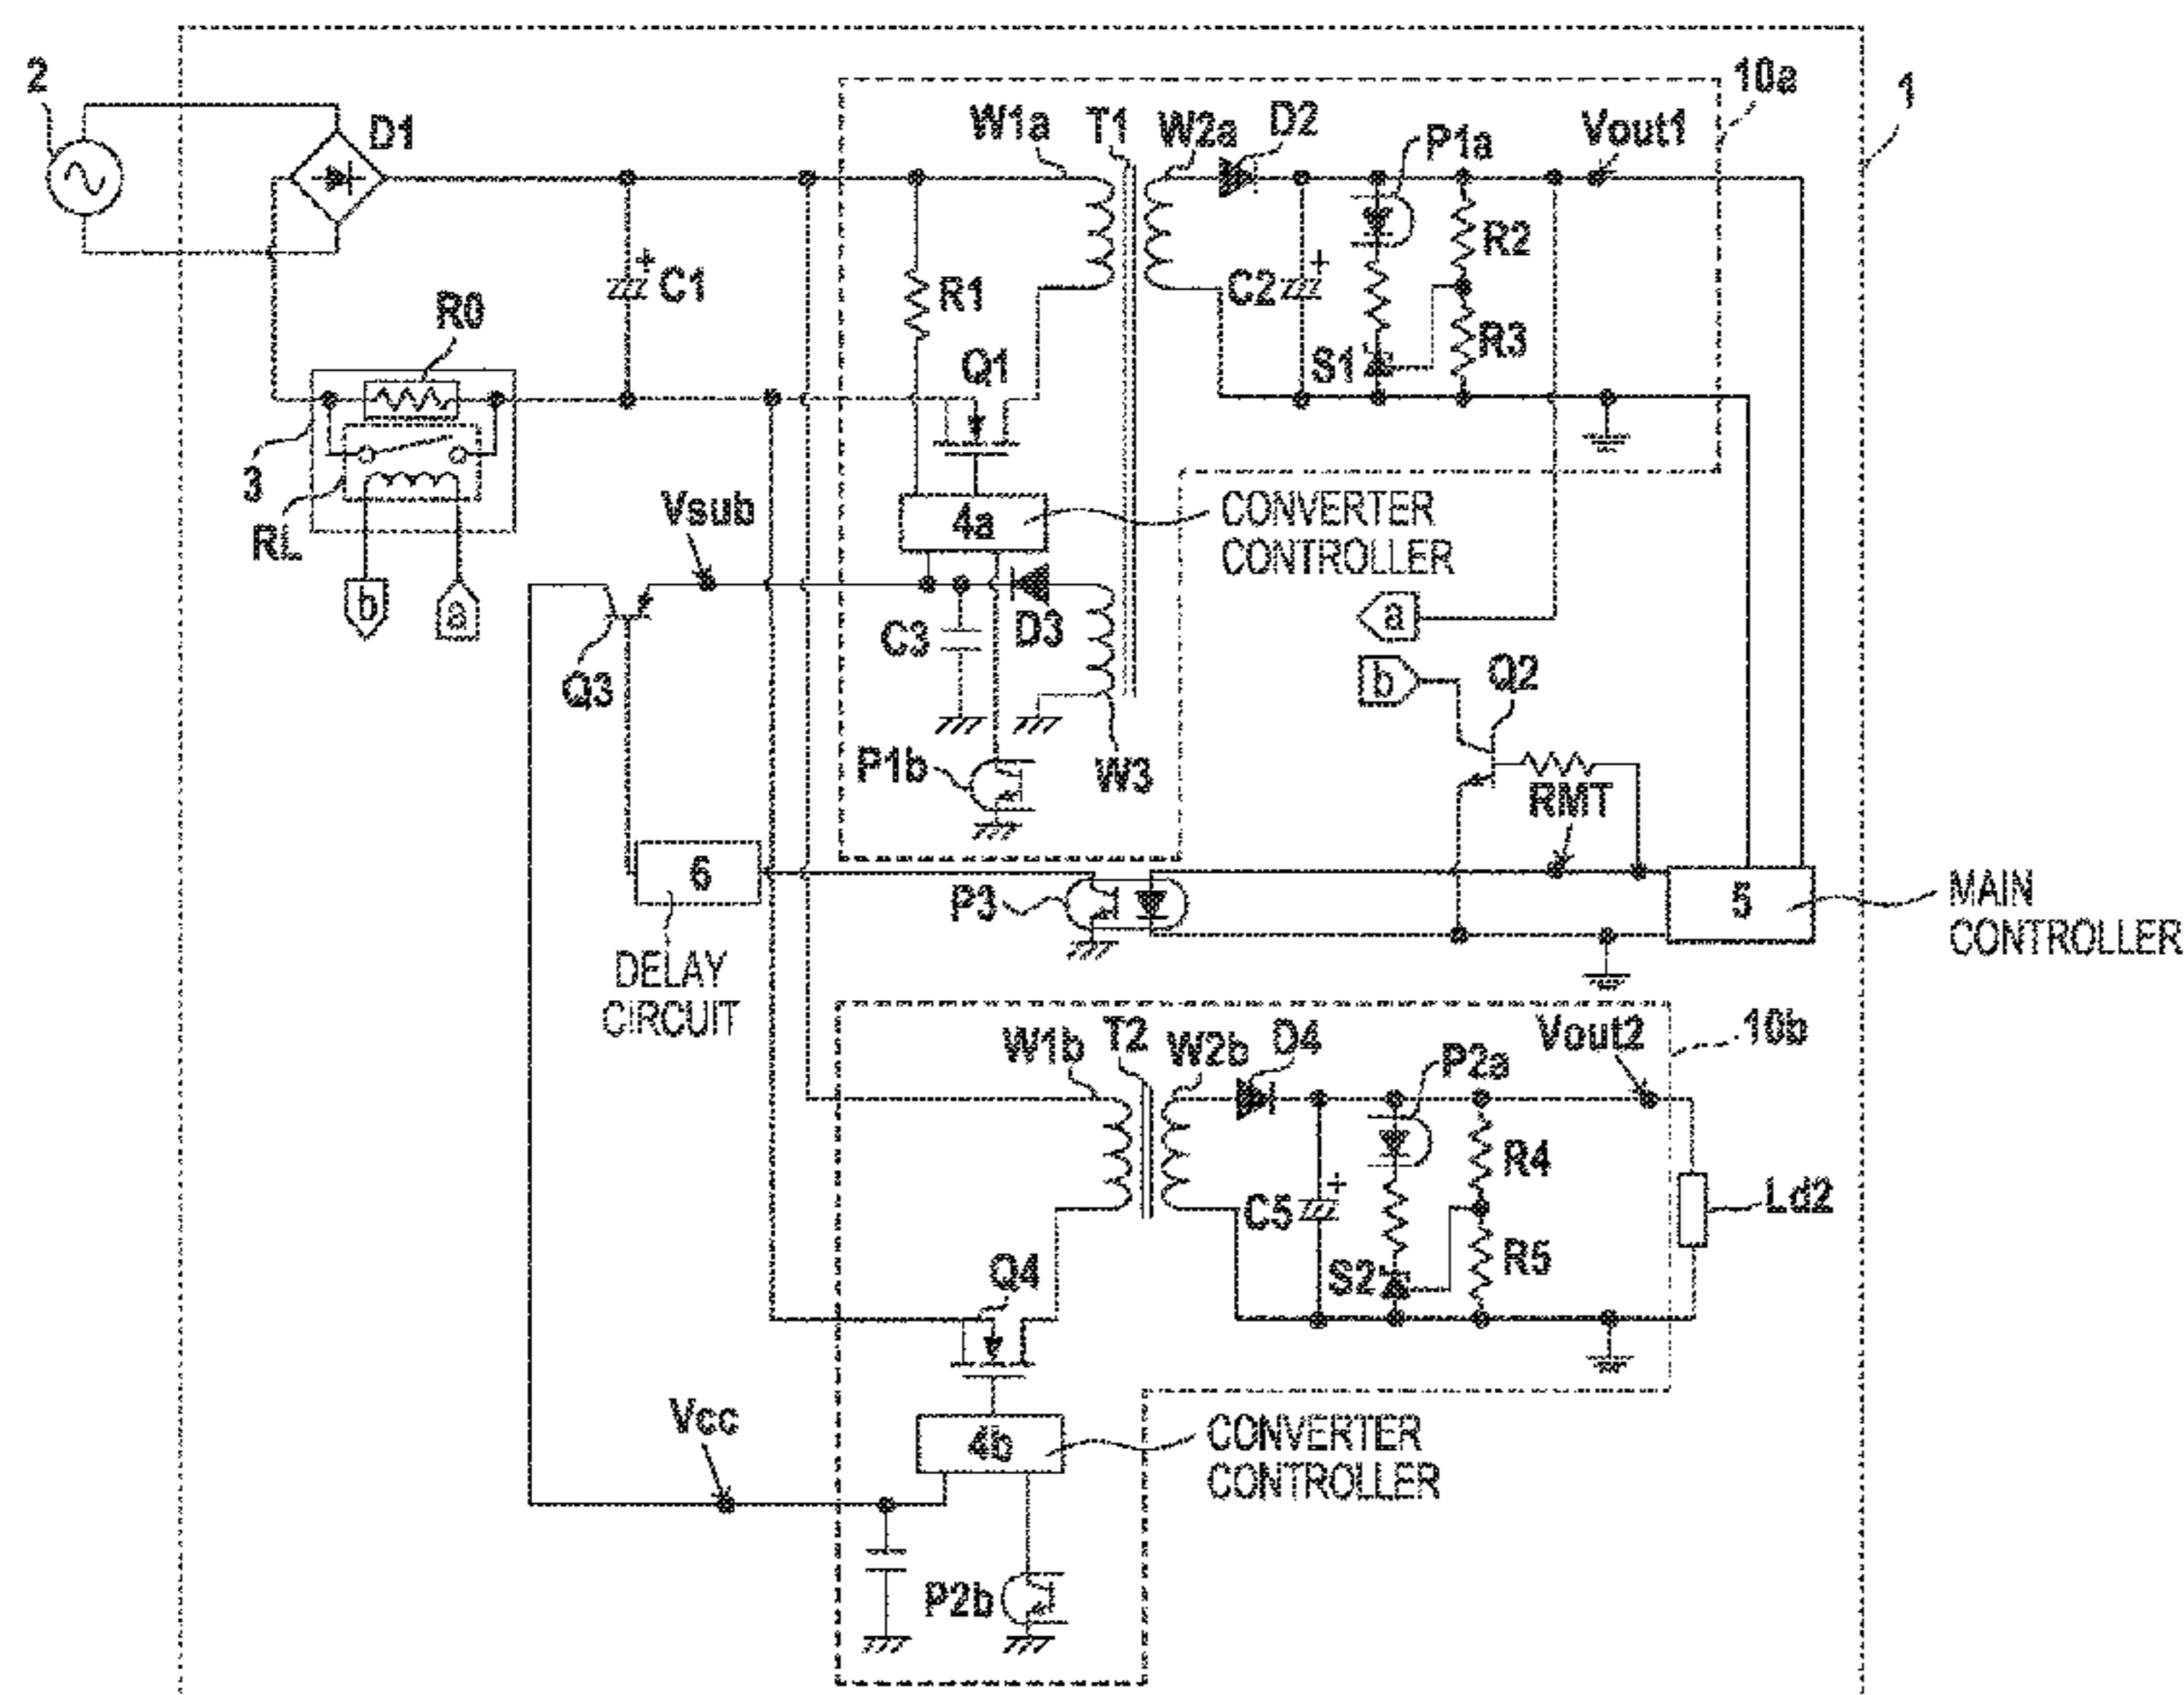 2
D1
10a
1
W1a
T1
W2a
D2
P1a
Vout1
R2
C1
R1
C2
R0
R3
Q1
S1
3
RL
Vsub
4a
CONVERTER
CONTROLLER
b
a
C3
D3
a
Q3
b
Q2
P1b
W3
RMT
6
P3
5
MAIN
CONTROLLER
DELAY
CIRCUIT
W1b
T2
W2b
D4
P2a
Vout2
10b
R4
C5
Ld2
Q4
S2
R5
Vcc
4b
CONVERTER
CONTROLLER
P2b